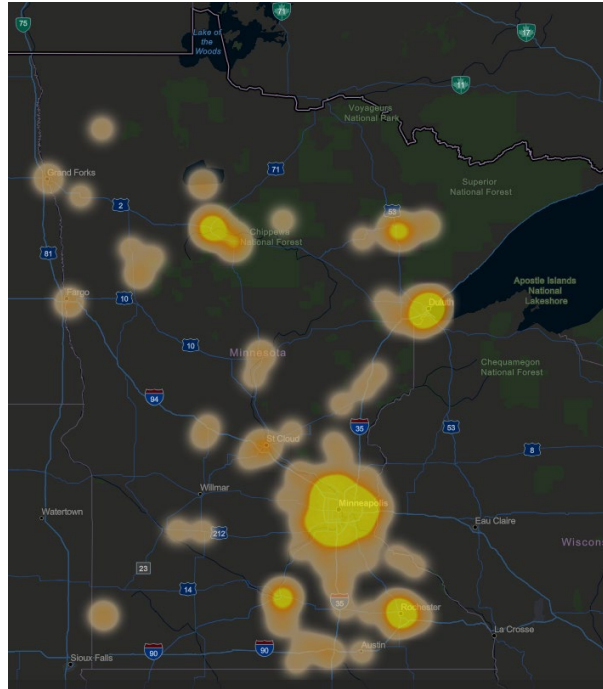 75
71
17
Lake of
the
Woods
11
Voyageurs
National Park
Grand Forks
71
Superior
National Forest
2
53
Chippewa
National Forest
81
Apostle Islands
National
Lakeshore
Fargo
10
Duluth
10
Minnesota
Chequamegon
National Forest
94
35
53
St Cloud
8
Willmar
Minneapolis
Watertown
Eau Claire
212
Wiscons
23
14
35
Rochester
La Crosse
90
90
Austin
Sioux Falls